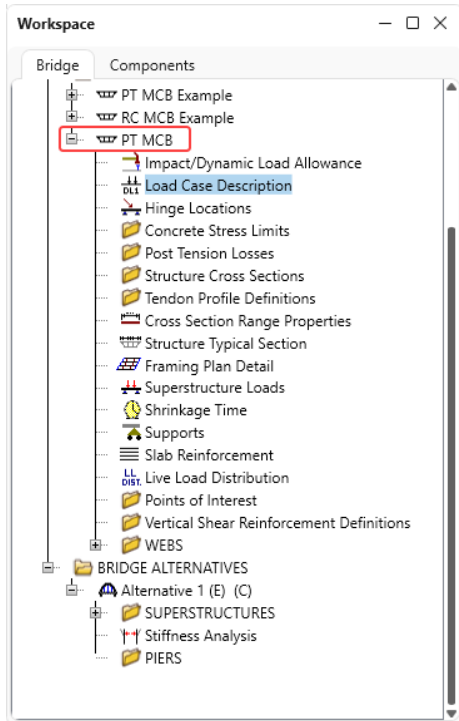 Workspace
Bridge Components
PT MCB Example
RC MCB Example
PT MCB
Impact/Dynamic Load Allowance
DL1 Load Case Description
Hinge Locations
Concrete Stress Limits
Post Tension Losses
Structure Cross Sections
Tendon Profile Definitions
Cross Section Range Properties
Structure Typical Section
Framing Plan Detail
Superstructure Loads
Shrinkage Time
Supports
Slab Reinforcement
LL DIST. Live Load Distribution
Points of Interest
Vertical Shear Reinforcement Definitions
WEBS
BRIDGE ALTERNATIVES
Alternative 1 (E) (C)
SUPERSTRUCTURES
Stiffness Analysis
PIERS